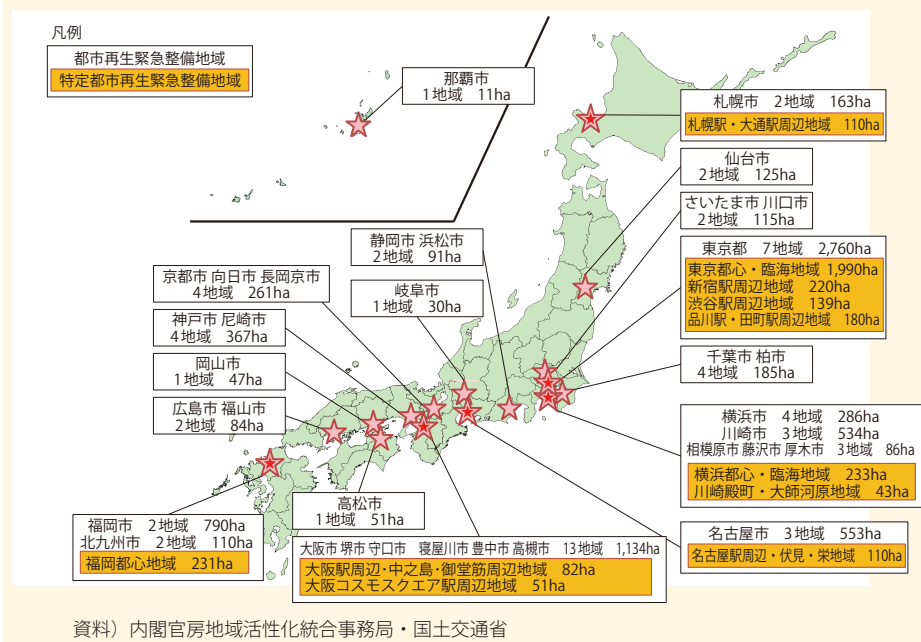 凡例
都市再生緊急整備地域
特定都市再生緊急整備地域
那覇市
1地域 11ha
札幌市 2地域 163ha
札幌駅・大通駅周辺地域 110ha
仙台市
2地域 125ha
さいたま市 川口市
2地域 115ha
東京都 7地域 2,760ha
東京都心・臨海地域 1,990ha
新宿駅周辺地域 220ha
渋谷駅周辺地域 139ha
品川駅・田町駅周辺地域 180ha
千葉市 柏市
4地域 185ha
横浜市 4地域 286ha
川崎市 3地域 534ha
相模原市 藤沢市 厚木市 3地域 86ha
横浜都心・臨海地域 233ha
川崎殿町・大師河原地域 43ha
名古屋市 3地域 553ha
名古屋駅周辺・伏見・栄地域 110ha
静岡市 浜松市
2地域 91ha
岐阜市
1地域 30ha
京都市 向日市 長岡京市
4地域 261ha
神戸市 尼崎市
4地域 367ha
岡山市
1地域 47ha
広島市 福山市
2地域 84ha
高松市
1地域 51ha
福岡市 2地域 790ha
北九州市 2地域 110ha
福岡都心地域 231ha
大阪市 堺市 守口市 寝屋川市 豊中市 高槻市 13地域 1,134ha
大阪駅周辺・中之島・御堂筋周辺地域 82ha
大阪コスモスクエア駅周辺地域 51ha
資料）内閣官房地域活性化統合事務局・国土交通省